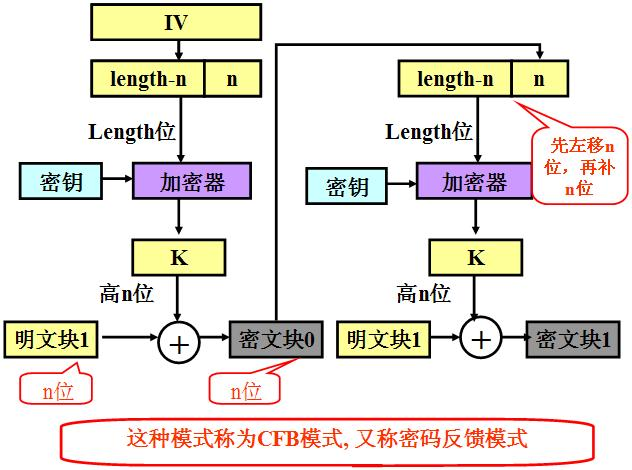 IV
length-n
n
Length位
密钥
加密器
K
高n位
明文块1
+
密文块0
n位
n位
length-n
n
先左移n
位，再补
n位
Length位
密钥
加密器
K
高n位
明文块1
+
密文块1
这种模式称为CFB模式, 又称密码反馈模式